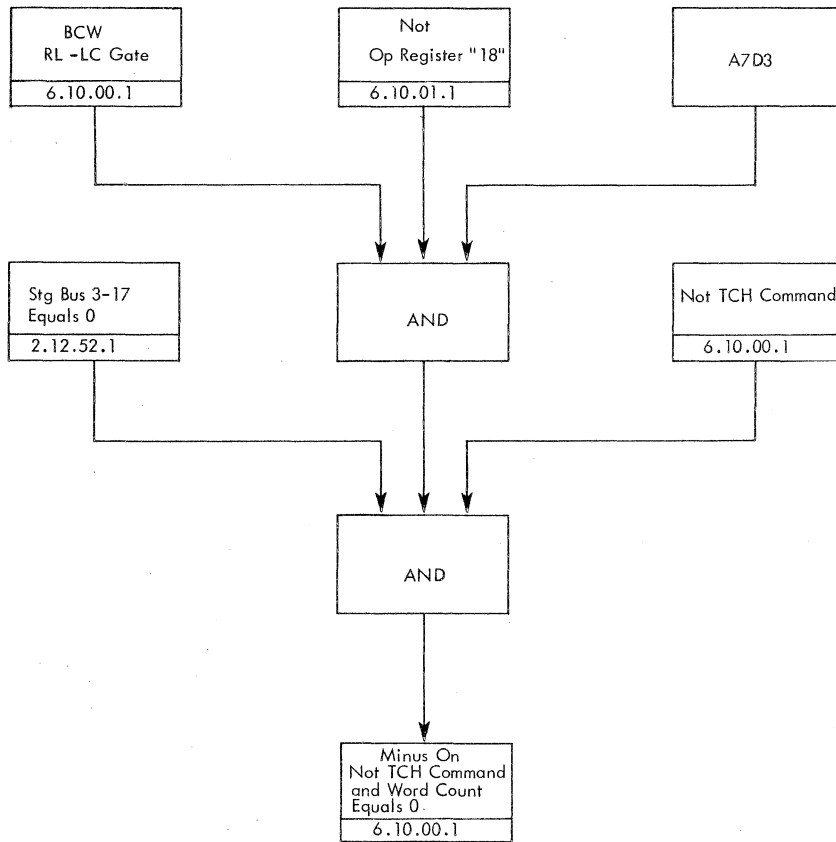 BCW
RL -LC Gate
6.10.00.1
Not
Op Register "18"
6.10.01.1
A7D3
Stg Bus 3-17
Equals 0
2.12.52.1
AND
Not TCH Command
6.10.00.1
AND
Minus On
Not TCH Command
and Word Count
Equals 0
6.10.00.1